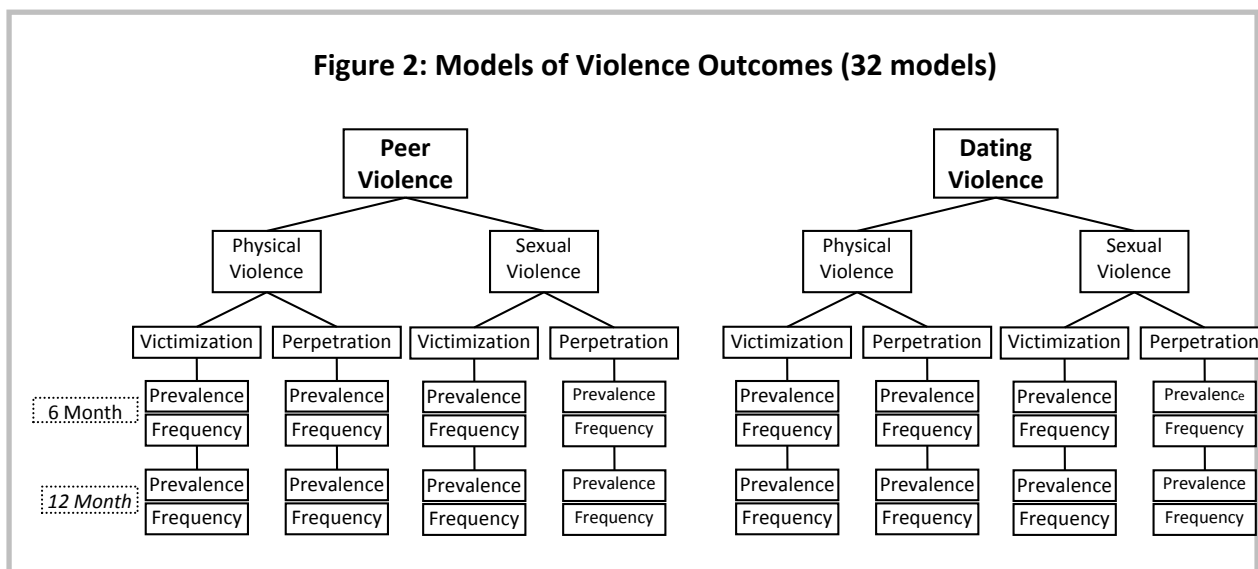 Figure 2: Models of Violence Outcomes (32 models)
Peer
Violence
Dating
Violence
Physical
Violence
Sexual
Violence
Physical
Violence
Sexual
Violence
Victimization Perpetration Victimization Perpetration Victimization Perpetration Victimization Perpetration
6 Month
Prevalence Prevalence Prevalence Prevalence Prevalence Prevalence Prevalence Prevalence
Frequency Frequency Frequency Frequency Frequency Frequency Frequency Frequency
12 Month
Prevalence Prevalence Prevalence Prevalence Prevalence Prevalence Prevalence Prevalence
Frequency Frequency Frequency Frequency Frequency Frequency Frequency Frequency